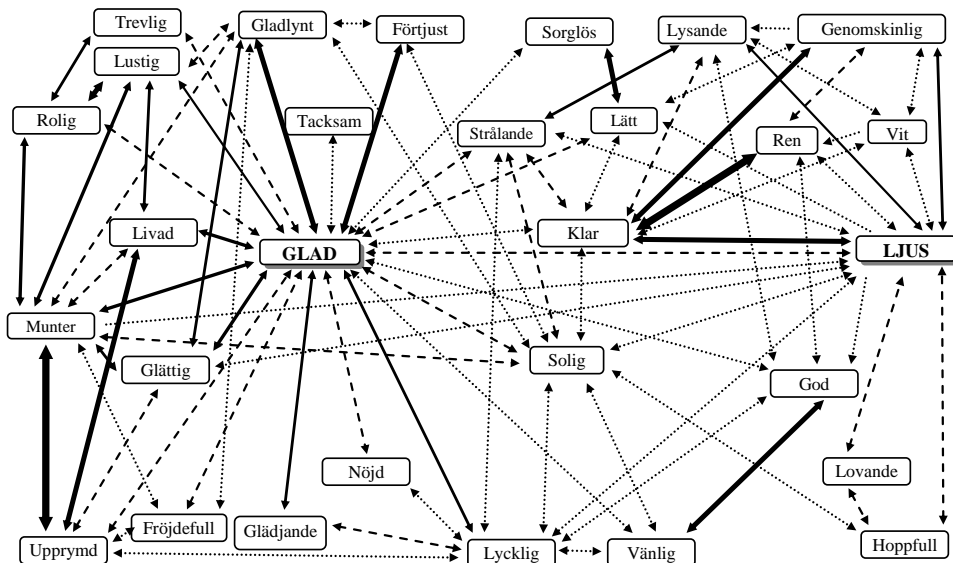 Trevlig
Gladlynt
Förtjust
Sorglös
Lysande
Genomskinlig
Lustig
Rolig
Tacksam
Strålande
Lätt
Ren
Vit
Livad
GLAD
Klar
LJUS
Munter
Glättig
Solig
God
Nöjd
Lovande
Upprymd
Fröjdefull
Glädjande
Lycklig
Vänlig
Hoppfull